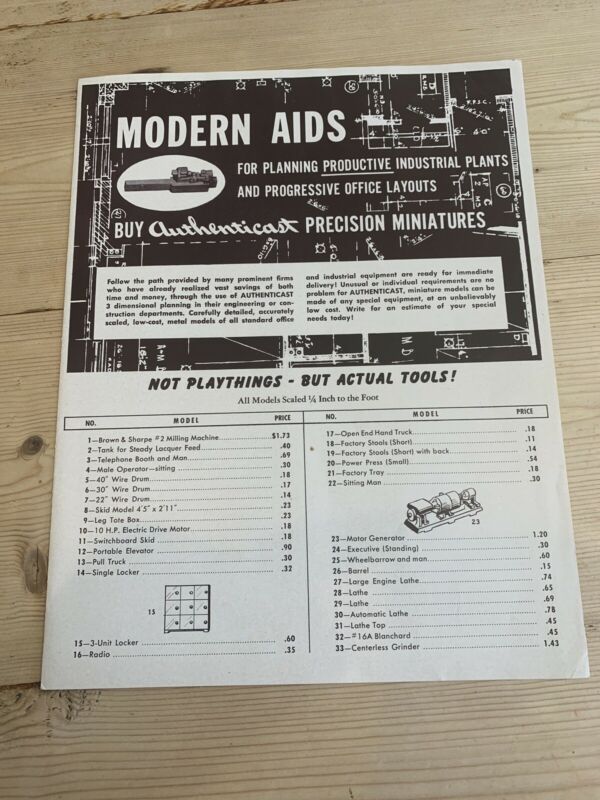 MODERN AIDS
FOR PLANNING PRODUCTIVE INDUSTRIAL PLANTS
AND PROGRESSIVE OFFICE LAYOUTS
BUY Authenticast PRECISION MINIATURES
Follow the path provided by many prominent firms
who have already realized vast savings of both
time and money, through the use of AUTHENTICAST
3 dimensional planning in their engineering or con-
struction departments. Carefully detailed, accurately
scaled, low-cost, metal models of all standard office
and industrial equipment are ready for immediate
delivery! Unusual or individual requirements are no
problem for AUTHENTICAST, miniature models can be
made of any special equipment, at an unbelievably
low cost. Write for an estimate of your special
needs today!
NOT PLAYTHINGS - BUT ACTUAL TOOLS!
All Models Scaled ¼ Inch to the Foot
NO. MODEL PRICE
1—Brown & Sharpe #2 Milling Machine $1.73
2—Tank for Steady Lacquer Feed .40
3—Telephone Booth and Man .69
4—Male Operator—sitting .30
5—40" Wire Drum .18
6—30" Wire Drum .17
7—22" Wire Drum .14
8—Skid Model 4'5" x 2'11" .23
9—Leg Tote Box .23
10—10 H.P. Electric Drive Motor .18
11—Switchboard Skid .18
12—Portable Elevator .90
13—Pull Truck .30
14—Single Locker .32
15
15—3-Unit Locker .60
16—Radio .35
NO. MODEL PRICE
17—Open End Hand Truck .18
18—Factory Stools (Short) .11
19—Factory Stools (Short) with back .14
20—Power Press (Small) .54
21—Factory Tray .18
22—Sitting Man .30
23
23—Motor Generator 1.20
24—Executive (Standing) .30
25—Wheelbarrow and man .60
26—Barrel .15
27—Large Engine Lathe .74
28—Lathe .65
29—Lathe .69
30—Automatic Lathe .78
31—Lathe Top .45
32—#16A Blanchard .45
33—Centerless Grinder 1.43